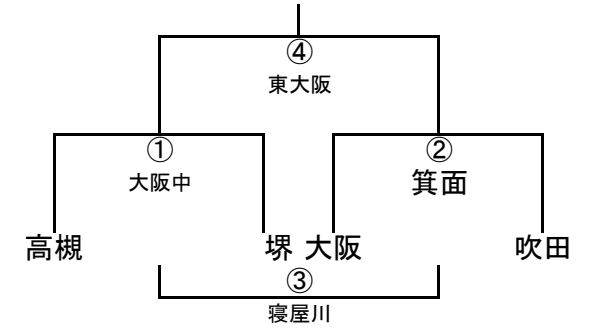 ④
東大阪
①
大阪中
②
箕面
高槻
堺
大阪
吹田
③
寝屋川